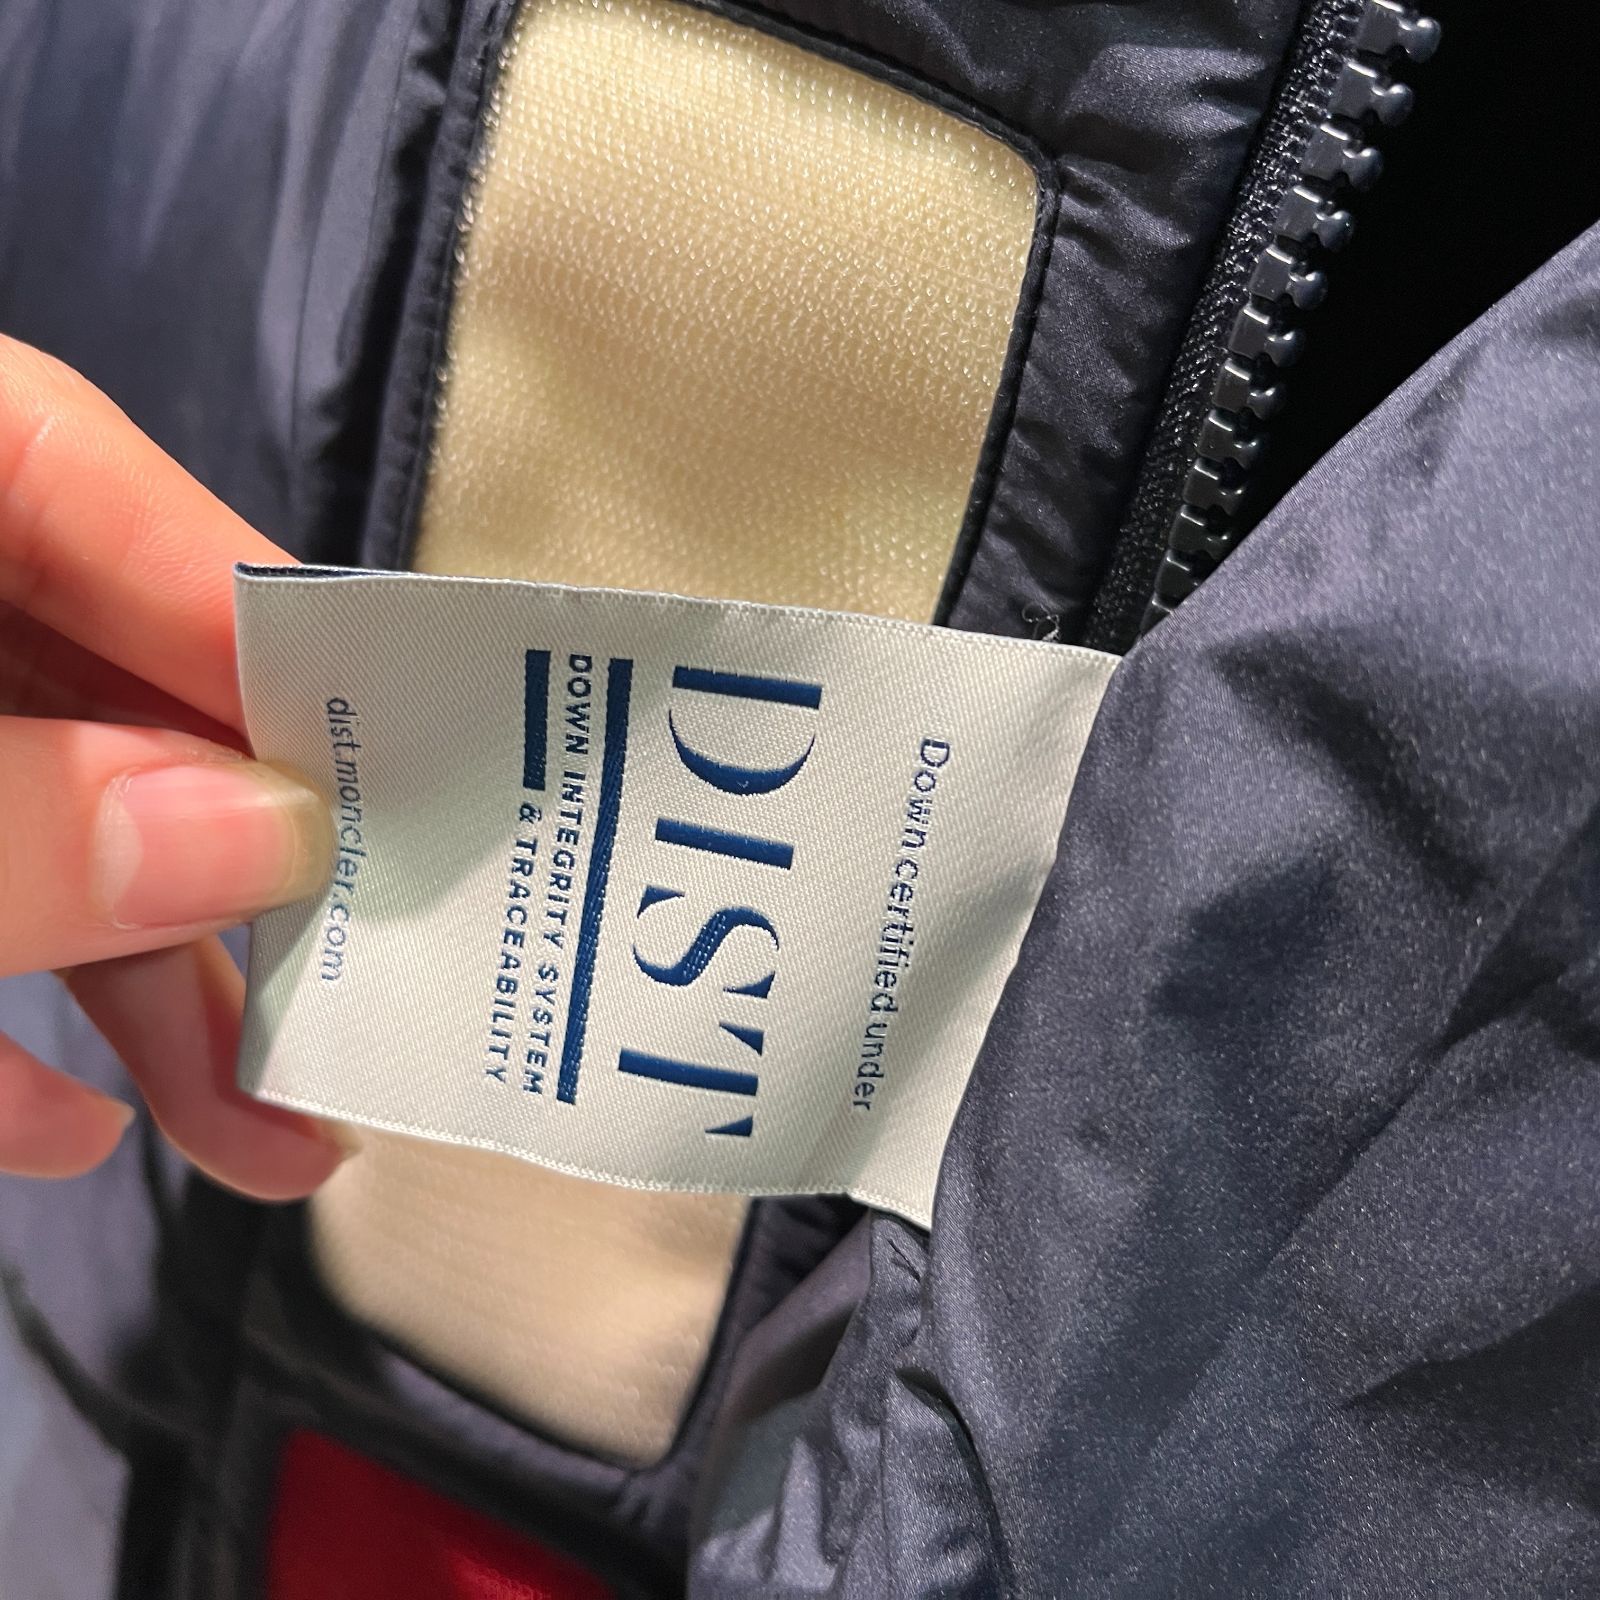 Down certified under
DIST
DOWN INTEGRITY SYSTEM
& TRACEABILITY
dist.moncler.com